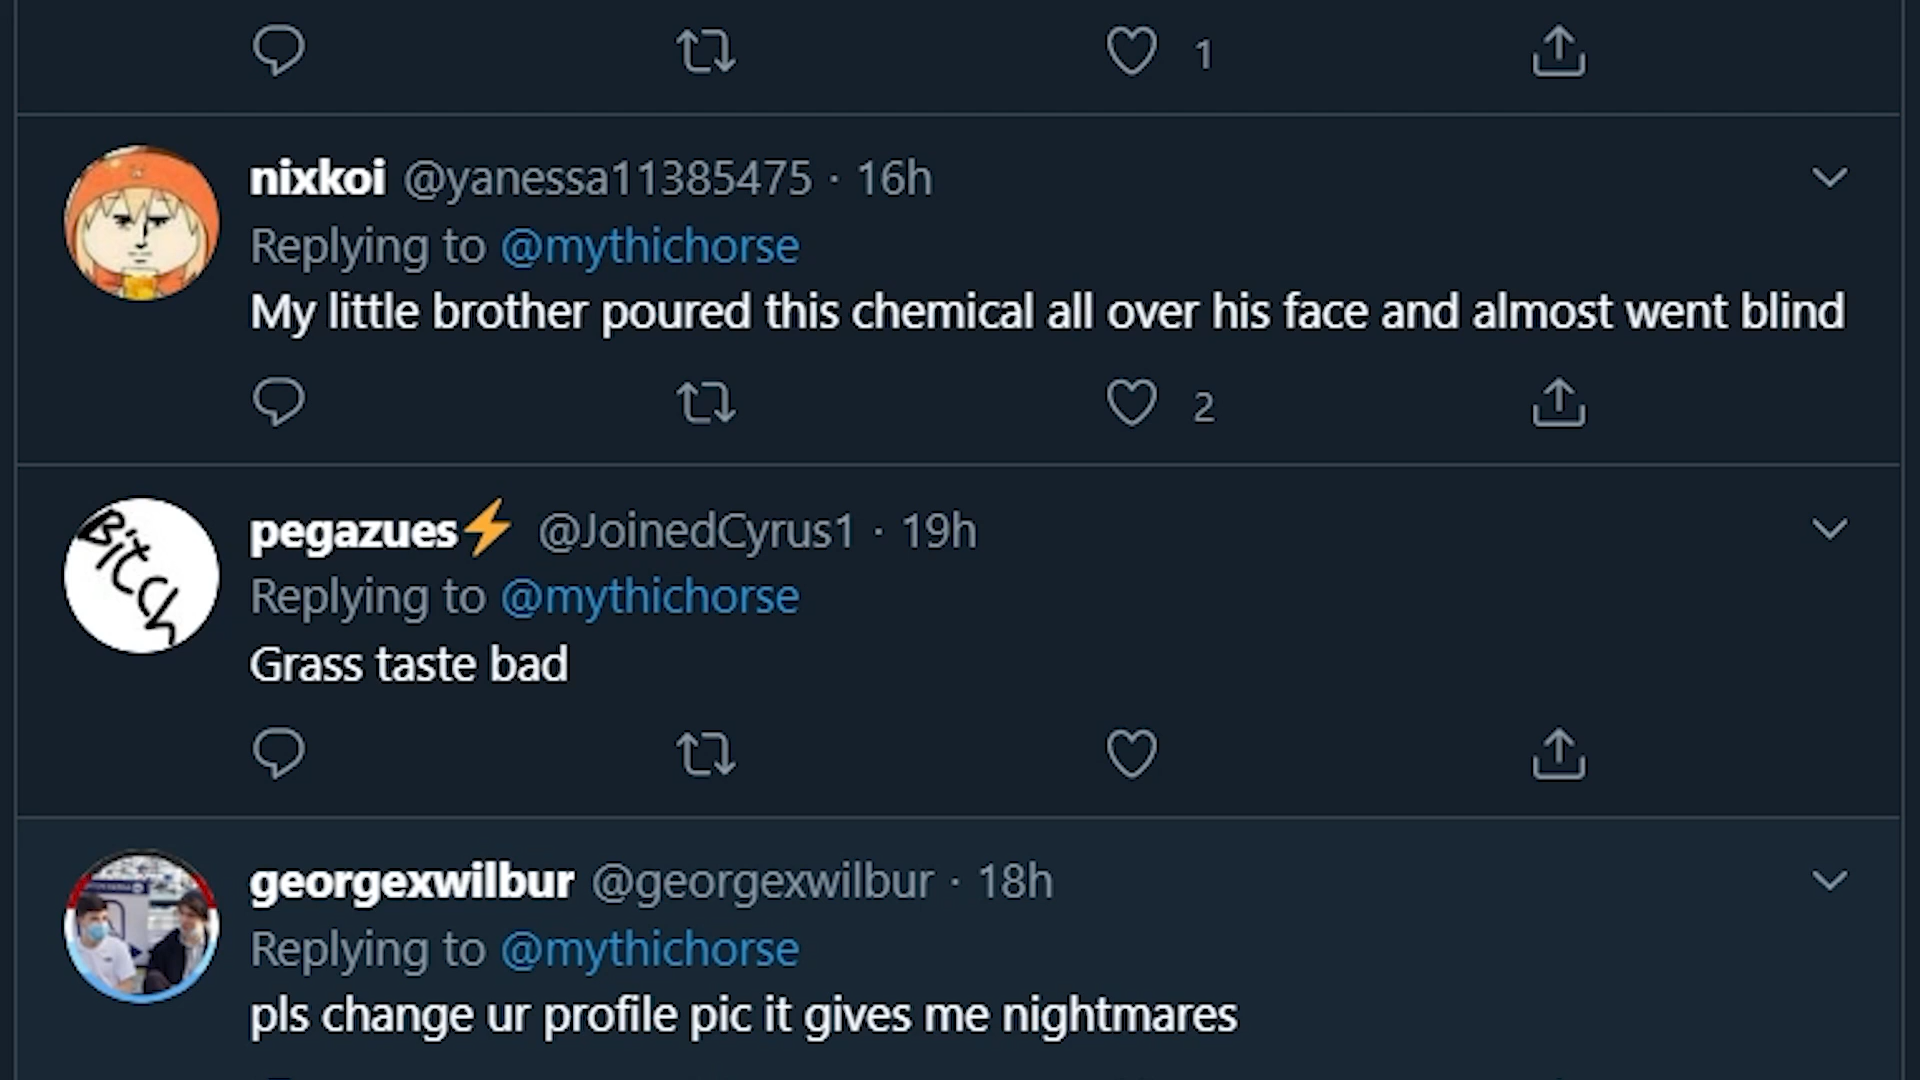 1
nixkoi @yanessa11385475 · 16h
Replying to @mythichorse
My little brother poured this chemical all over his face and almost went blind
2
Bitch
pegazues⚡ @JoinedCyrus1 · 19h
Replying to @mythichorse
Grass taste bad
georgexwilbur @georgexwilbur · 18h
Replying to @mythichorse
pls change ur profile pic it gives me nightmares